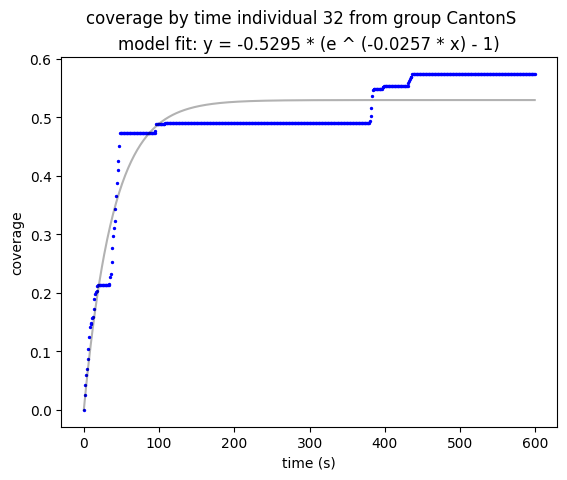 coverage by time individual 32 from group CantonS
model fit: y = -0.5295 * (e ^ (-0.0257 * x) - 1)
0.6
0.5
0.4
0.3
0.2
0.1
0.0
coverage
0 100 200 300 400 500 600
time (s)